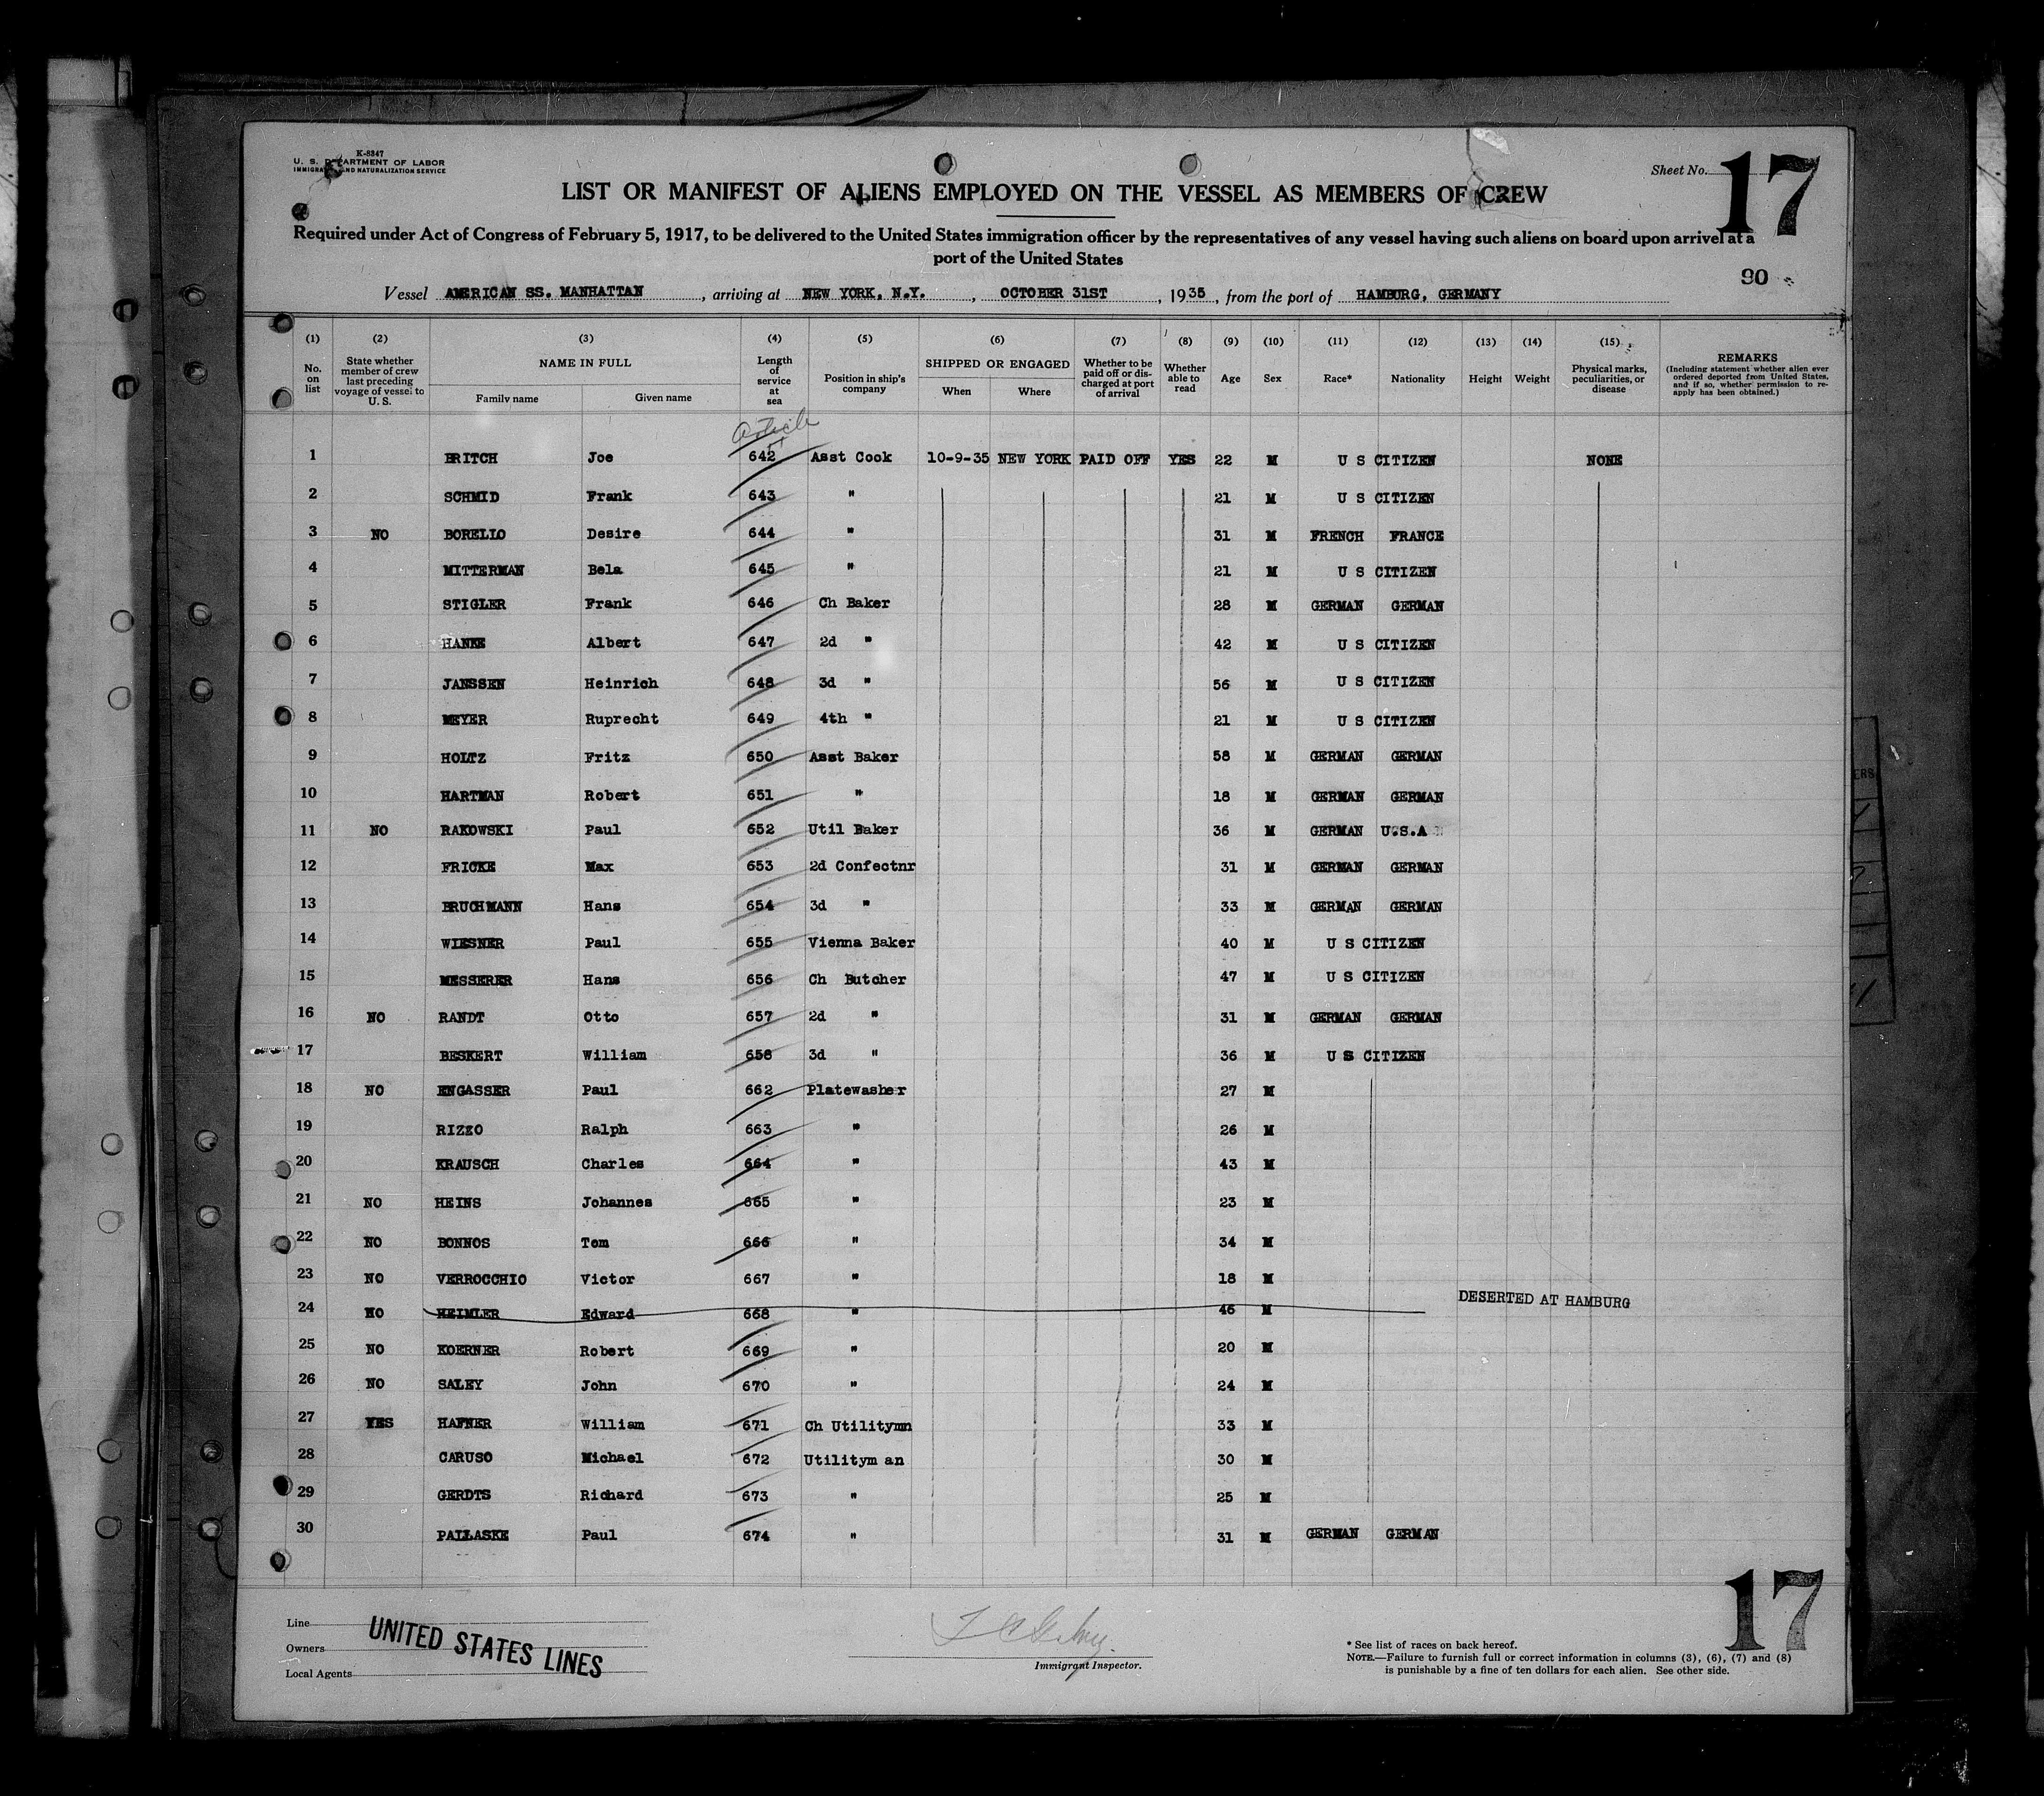 K-8347
U. S. DEPARTMENT OF LABOR
IMMIGRATION AND NATURALIZATION SERVICE
Sheet No. 17
LIST OR MANIFEST OF ALIENS EMPLOYED ON THE VESSEL AS MEMBERS OF CREW
Required under Act of Congress of February 5, 1917, to be delivered to the United States immigration officer by the representatives of any vessel having such aliens on board upon arrival at a
port of the United States
90
Vessel AMERICAN SS. MANHATTAN, arriving at NEW YORK, N.Y., OCTOBER 31ST, 1935, from the port of HAMBURG, GERMANY
(1) No. on list
(2) State whether member of crew last preceding voyage of vessel to U. S.
(3) NAME IN FULL Family name Given name
(4) Length of service at sea
(5) Position in ship's company
(6) SHIPPED OR ENGAGED When Where
(7) Whether to be paid off or discharged at port of arrival
(8) Whether able to read
(9) Age
(10) Sex
(11) Race*
(12) Nationality
(13) Height
(14) Weight
(15) Physical marks, peculiarities, or disease
REMARKS (Including statement whether alien ever ordered deported from United States, and if so, whether permission to reapply has been obtained.)
Article
1 BRITCH Joe 642 Asst Cook 10-9-35 NEW YORK PAID OFF YES 22 M U S CITIZEN NONE
2 SCHMID Frank 643 " 21 M U S CITIZEN
3 NO BORELLO Desire 644 " 31 M FRENCH FRANCE
4 MITTERMAN Bela 645 " 21 M U S CITIZEN
5 STIGLER Frank 646 Ch Baker 28 M GERMAN GERMAN
6 HANKE Albert 647 2d " 42 M U S CITIZEN
7 JANSSEN Heinrich 648 3d " 56 M U S CITIZEN
8 MEYER Ruprecht 649 4th " 21 M U S CITIZEN
9 HOLTZ Fritz 650 Asst Baker 58 M GERMAN GERMAN
10 HARTMAN Robert 651 " 18 M GERMAN GERMAN
11 NO RAKOWSKI Paul 652 Util Baker 36 M GERMAN U.S.A
12 FRICKE Max 653 2d Confectnr 31 M GERMAN GERMAN
13 BRUCHMANN Hans 654 3d " 33 M GERMAN GERMAN
14 WIESNER Paul 655 Vienna Baker 40 M U S CITIZEN
15 MESSERER Hans 656 Ch Butcher 47 M U S CITIZEN
16 NO RANDT Otto 657 2d " 31 M GERMAN GERMAN
17 BESKERT William 658 3d " 36 M U S CITIZEN
18 NO ENGASSER Paul 662 Platewasher 27 M
19 RIZZO Ralph 663 " 26 M
20 KRAUSCH Charles 664 " 43 M
21 NO HEINS Johannes 665 " 23 M
22 NO BONNOS Tom 666 " 34 M
23 NO VERROCCHIO Victor 667 " 18 M
24 NO HEIMLER Edward 668 " 46 M DESERTED AT HAMBURG
25 NO KOERNER Robert 669 " 20 M
26 NO SALEY John 670 " 24 M
27 YES HAFNER William 671 Ch Utilitymn 33 M
28 CARUSO Michael 672 Utilitym an 30 M
29 GERDTS Richard 673 " 25 M
30 PALLASKE Paul 674 " 31 M GERMAN GERMAN
Line
Owners UNITED STATES LINES
Local Agents
Immigrant Inspector.
* See list of races on back hereof.
NOTE.—Failure to furnish full or correct information in columns (3), (6), (7) and (8)
is punishable by a fine of ten dollars for each alien. See other side.
17